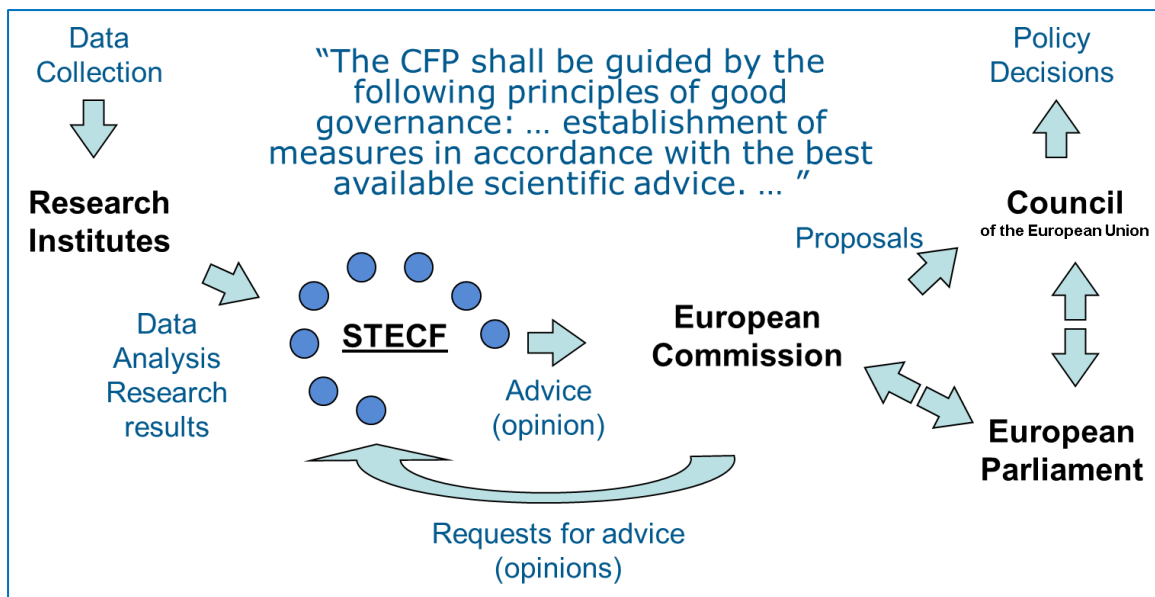 Data
Collection
“The CFP shall be guided by the
following principles of good
governance: … establishment of
measures in accordance with the best
available scientific advice. … ”
Policy
Decisions
Research
Institutes
Council
of the European Union
Proposals
Data
Analysis
Research
results
STECF
Advice
(opinion)
European
Commission
European
Parliament
Requests for advice
(opinions)